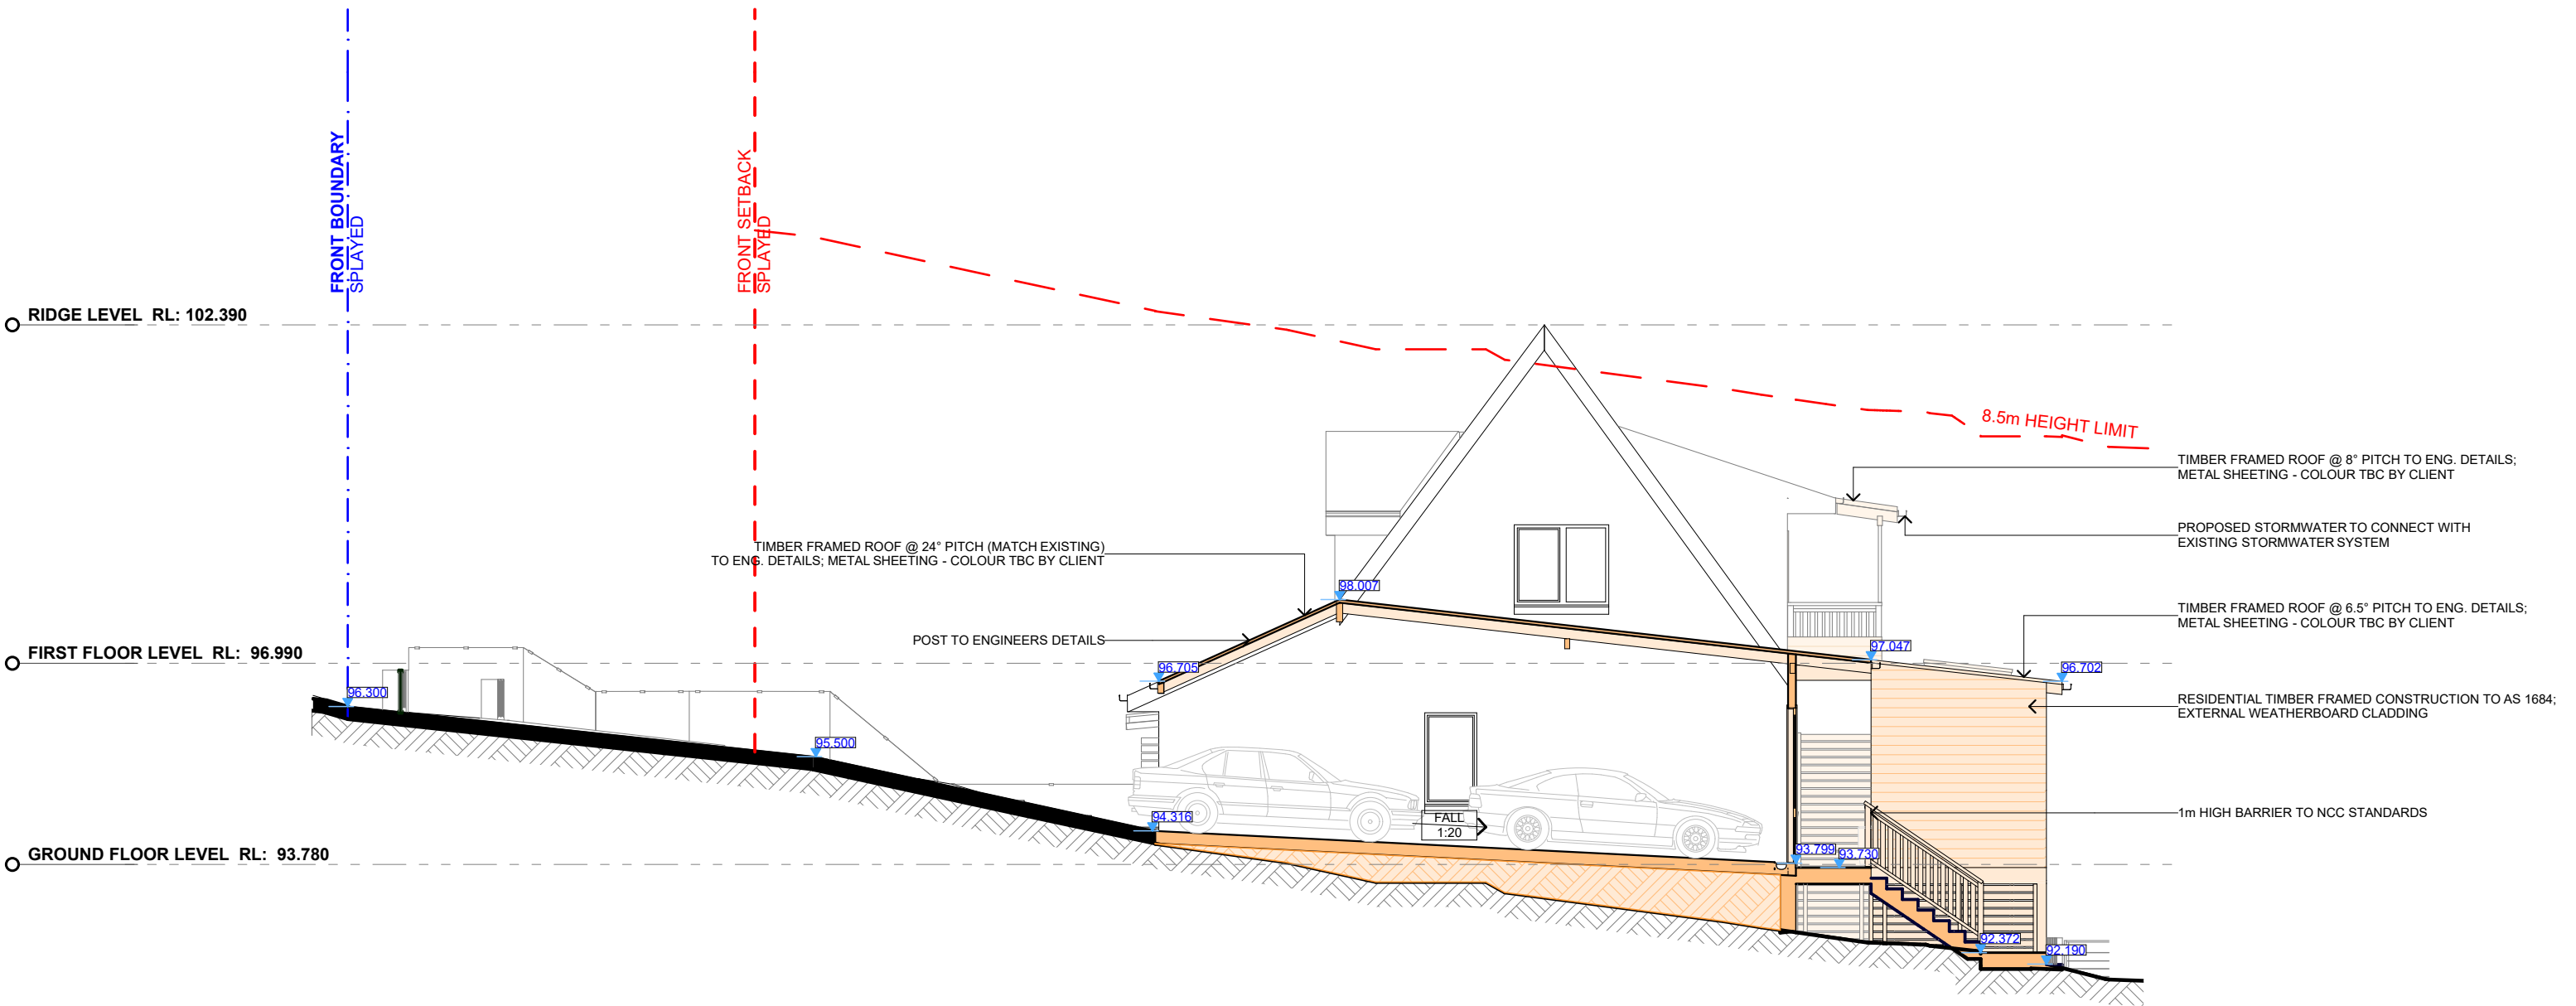 FRONT BOUNDARY
SPLAYED
FRONT SETBACK
SPLAYED
RIDGE LEVEL  RL: 102.390
8.5m HEIGHT LIMIT
TIMBER FRAMED ROOF @ 8° PITCH TO ENG. DETAILS;
METAL SHEETING - COLOUR TBC BY CLIENT
PROPOSED STORMWATER TO CONNECT WITH
EXISTING STORMWATER SYSTEM
TIMBER FRAMED ROOF @ 24° PITCH (MATCH EXISTING)
TO ENG. DETAILS; METAL SHEETING - COLOUR TBC BY CLIENT
98.007
TIMBER FRAMED ROOF @ 6.5° PITCH TO ENG. DETAILS;
METAL SHEETING - COLOUR TBC BY CLIENT
POST TO ENGINEERS DETAILS
97.047
FIRST FLOOR LEVEL  RL:  96.990
96.705
96.702
96.300
RESIDENTIAL TIMBER FRAMED CONSTRUCTION TO AS 1684;
EXTERNAL WEATHERBOARD CLADDING
95.500
94.316
FALL
1:20
1m HIGH BARRIER TO NCC STANDARDS
GROUND FLOOR LEVEL  RL:  93.780
93.799
93.730
92.372
92.190